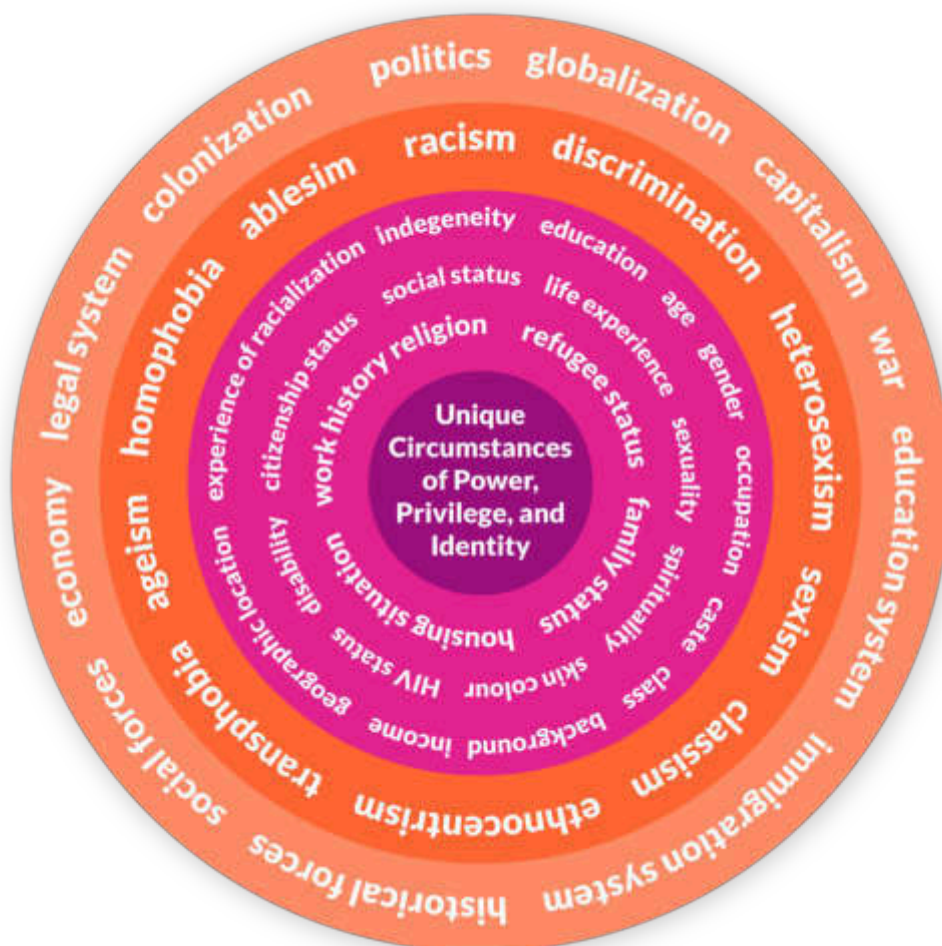 politics globalization capitalism war education system immigration system historical forces social forces economy legal system colonization
racism discrimination heterosexism sexism classism ethnocentrism transphobia ageism homophobia ablesim
indegeneity education age gender occupation caste class background income geographic location experience of racialization
social status life experience sexuality spirituality skin colour HIV status disability citizenship status
religion refugee status family status housing situation work history
Unique
Circumstances
of Power,
Privilege, and
Identity